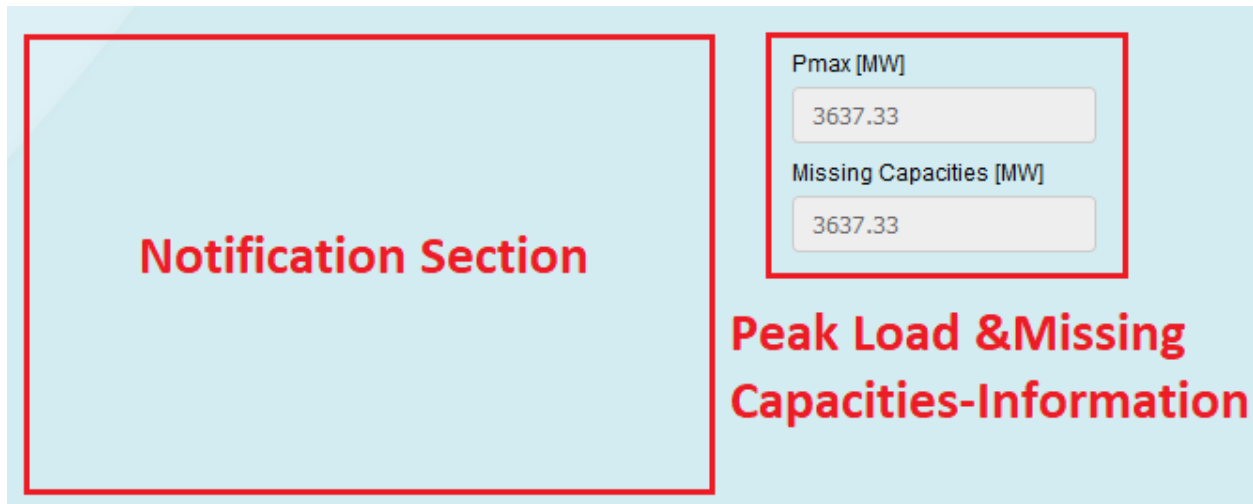 Notification Section
Pmax [MW]
3637.33
Missing Capacities [MW]
3637.33
Peak Load &Missing
Capacities-Information